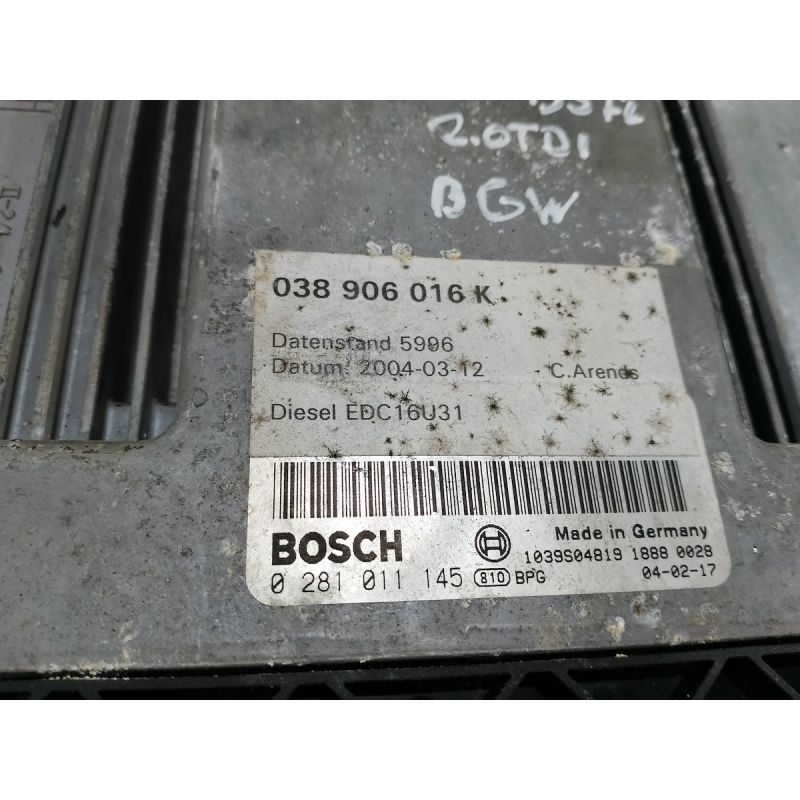 2.0TDI
BGW
038 906 016 K
Datenstand 5996
Datum: 2004-03-12 C.Arends
Diesel EDC16U31
BOSCH
Made in Germany
1039S04819 1888 0028
0 281 011 145 810 BPG 04-02-17